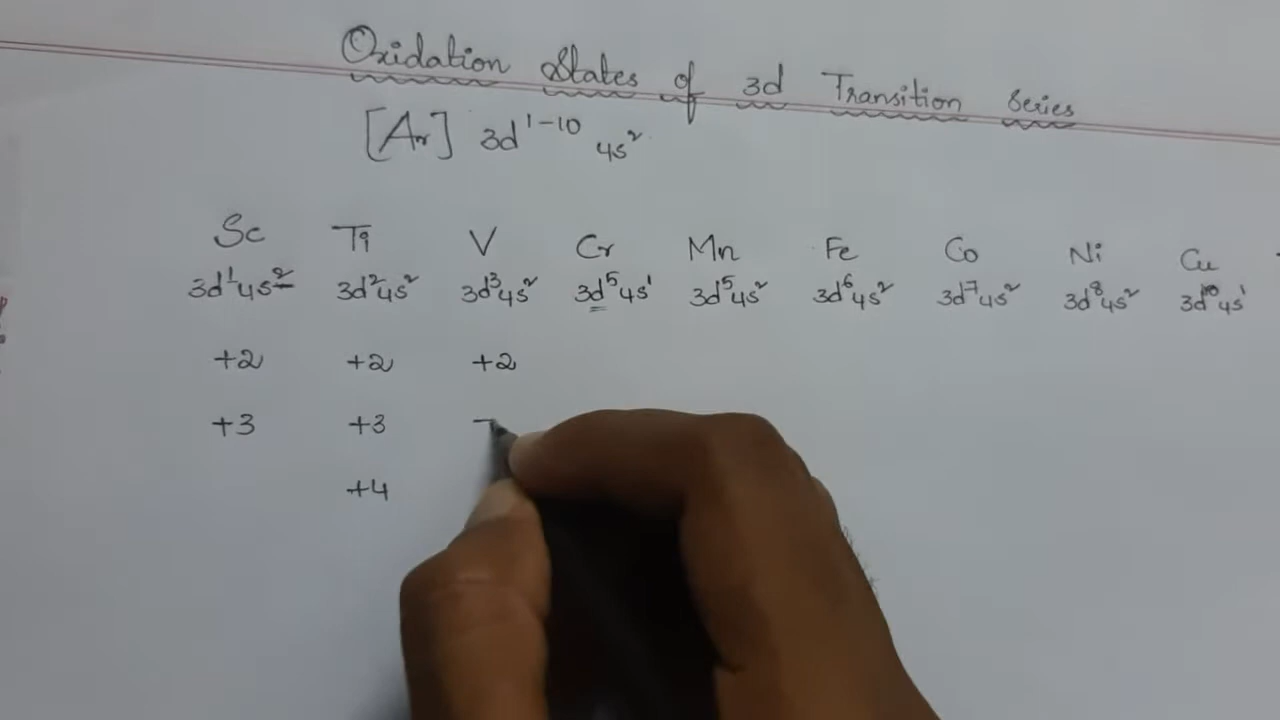 Oxidation States of 3d Transition Series
[Ar] 3d¹⁻¹⁰ 4s²
Sc Ti V Cr Mn Fe Co Ni Cu
3d¹4s² 3d²4s² 3d³4s² 3d⁵4s¹ 3d⁵4s² 3d⁶4s² 3d⁷4s² 3d⁸4s² 3d¹⁰4s¹
+2 +2 +2
+3 +3
+4